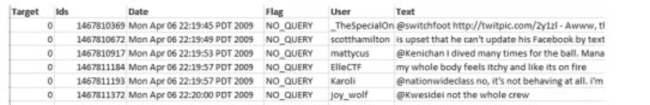 Target Ids Date Flag User Text
0 1467810369 Mon Apr 06 22:19:45 PDT 2009 NO_QUERY _TheSpecialOn @switchfoot http://twitpic.com/2y1zl - Awww, t
0 1467810672 Mon Apr 06 22:19:49 PDT 2009 NO_QUERY scotthamilton is upset that he can't update his Facebook by text
0 1467810917 Mon Apr 06 22:19:53 PDT 2009 NO_QUERY mattycus @Kenichan I dived many times for the ball. Mana
0 1467811184 Mon Apr 06 22:19:57 PDT 2009 NO_QUERY ElleCTF my whole body feels itchy and like its on fire
0 1467811193 Mon Apr 06 22:19:57 PDT 2009 NO_QUERY Karoli @nationwideclass no, it's not behaving at all. i'm
0 1467811372 Mon Apr 06 22:20:00 PDT 2009 NO_QUERY joy_wolf @Kwesidei not the whole crew